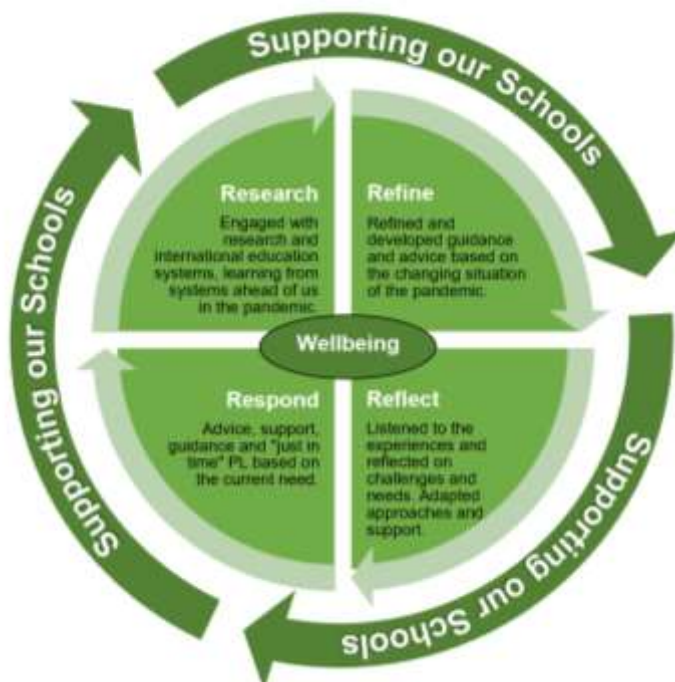 Supporting our Schools
Supporting our Schools
Supporting our Schools
Research
Engaged with
research and
international education
systems, learning from
systems ahead of us
in the pandemic.
Refine
Refined and
developed guidance
and advice based on
the changing situation
of the pandemic.
Wellbeing
Respond
Advice, support,
guidance and "just in
time" PL based on
the current need.
Reflect
Listened to the
experiences and
reflected on
challenges and
needs. Adapted
approaches and
support.